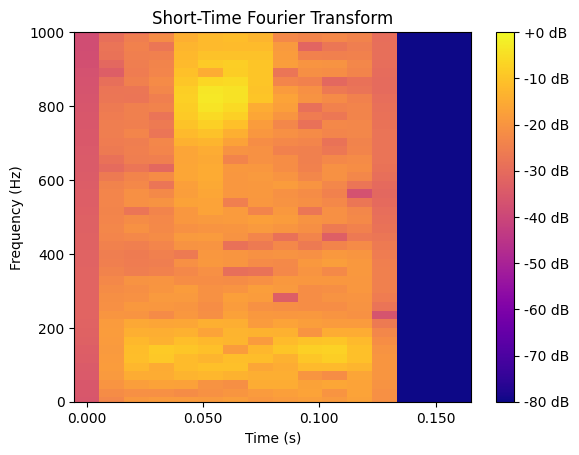 Short-Time Fourier Transform
Frequency (Hz)
1000
800
600
400
200
0
0.000
0.050
0.100
0.150
Time (s)
+0 dB
-10 dB
-20 dB
-30 dB
-40 dB
-50 dB
-60 dB
-70 dB
-80 dB